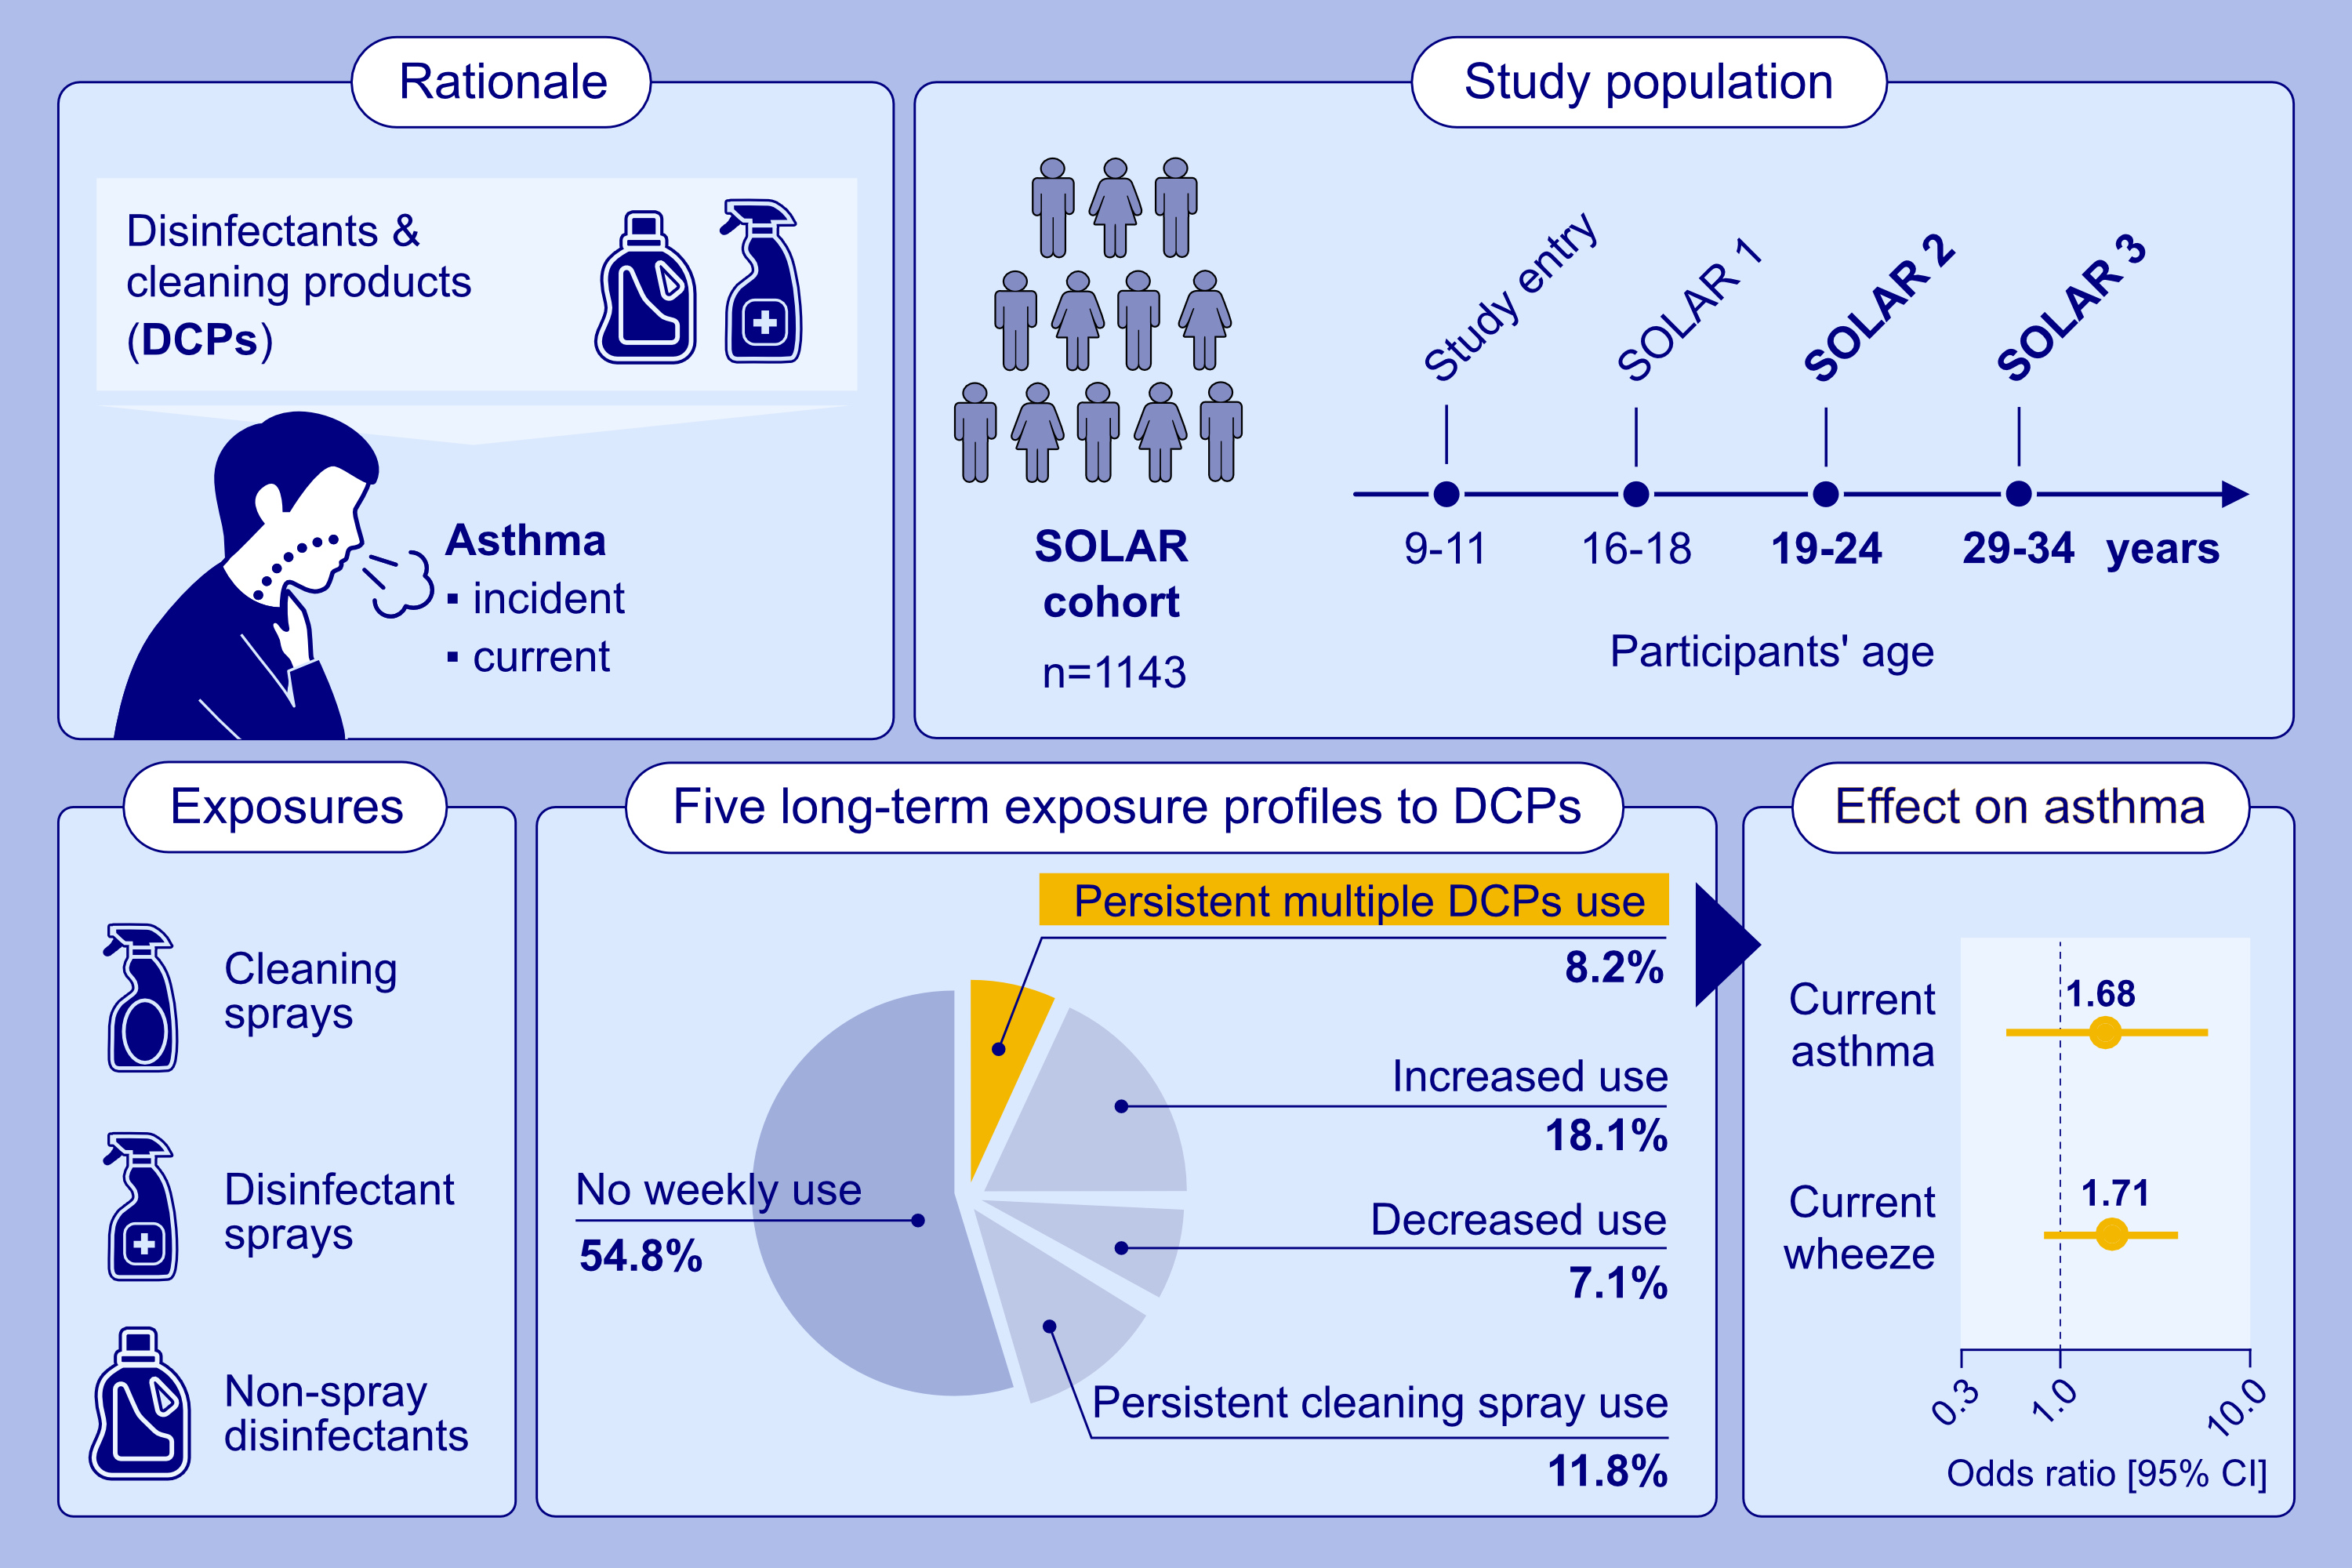 Rationale
Disinfectants &
cleaning products
(DCPs)
Asthma
▪ incident
▪ current
Study population
SOLAR
cohort
n=1143
Study entry
SOLAR 1
SOLAR 2
SOLAR 3
9-11
16-18
19-24
29-34
years
Participants' age
Exposures
Cleaning
sprays
Disinfectant
sprays
Non-spray
disinfectants
Five long-term exposure profiles to DCPs
Persistent multiple DCPs use
8.2%
Increased use
18.1%
Decreased use
7.1%
Persistent cleaning spray use
11.8%
No weekly use
54.8%
Effect on asthma
Current
asthma
1.68
Current
wheeze
1.71
0.3
1.0
10.0
Odds ratio [95% CI]